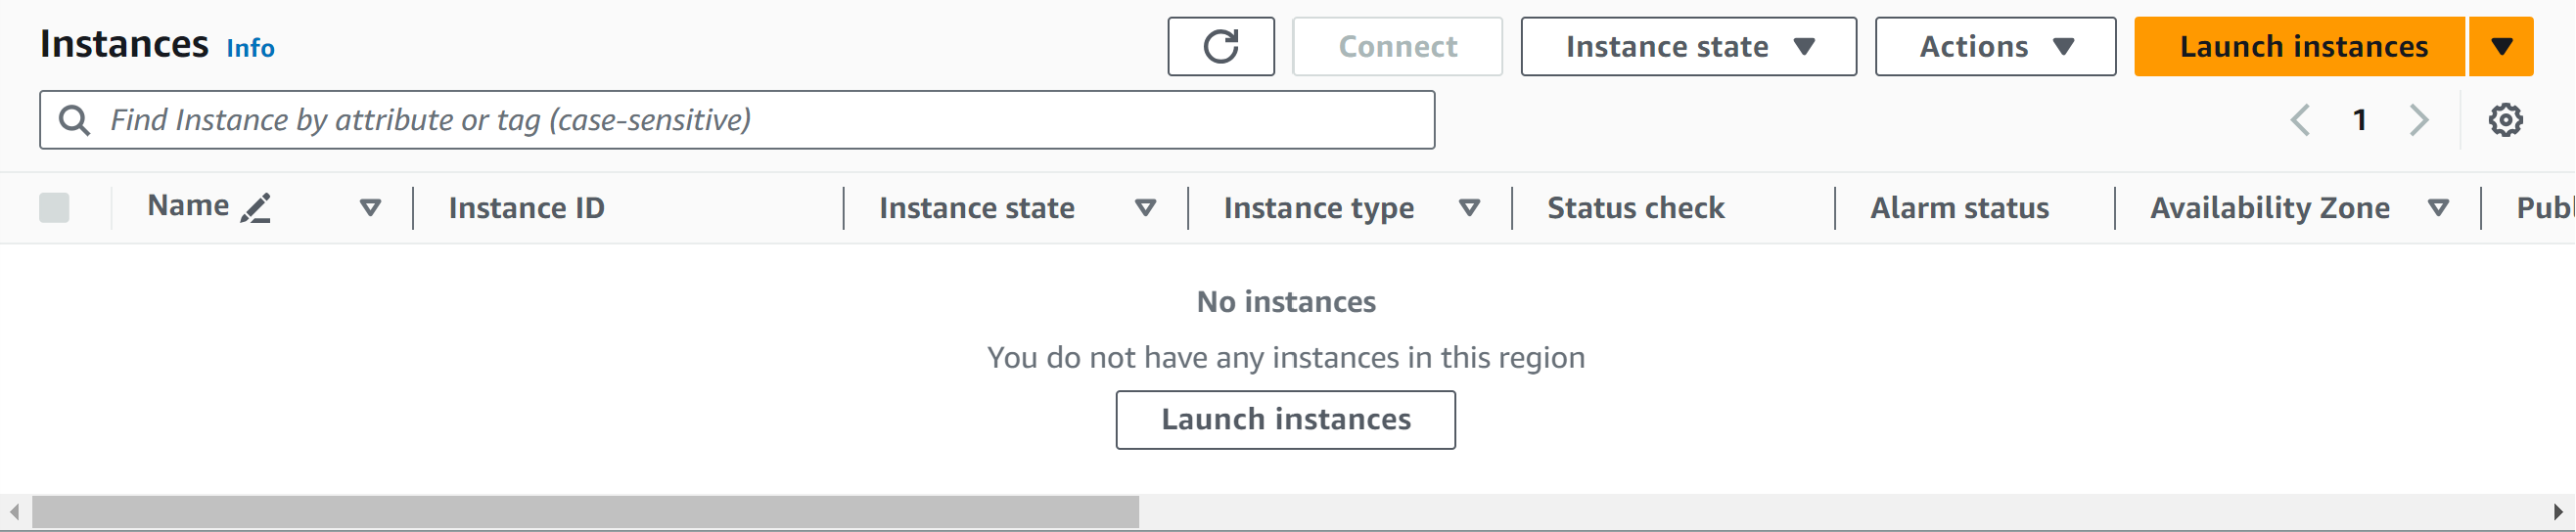 Instances Info
Connect Instance state Actions Launch instances
Find Instance by attribute or tag (case-sensitive)
1
Name Instance ID Instance state Instance type Status check Alarm status Availability Zone Publ
No instances
You do not have any instances in this region
Launch instances